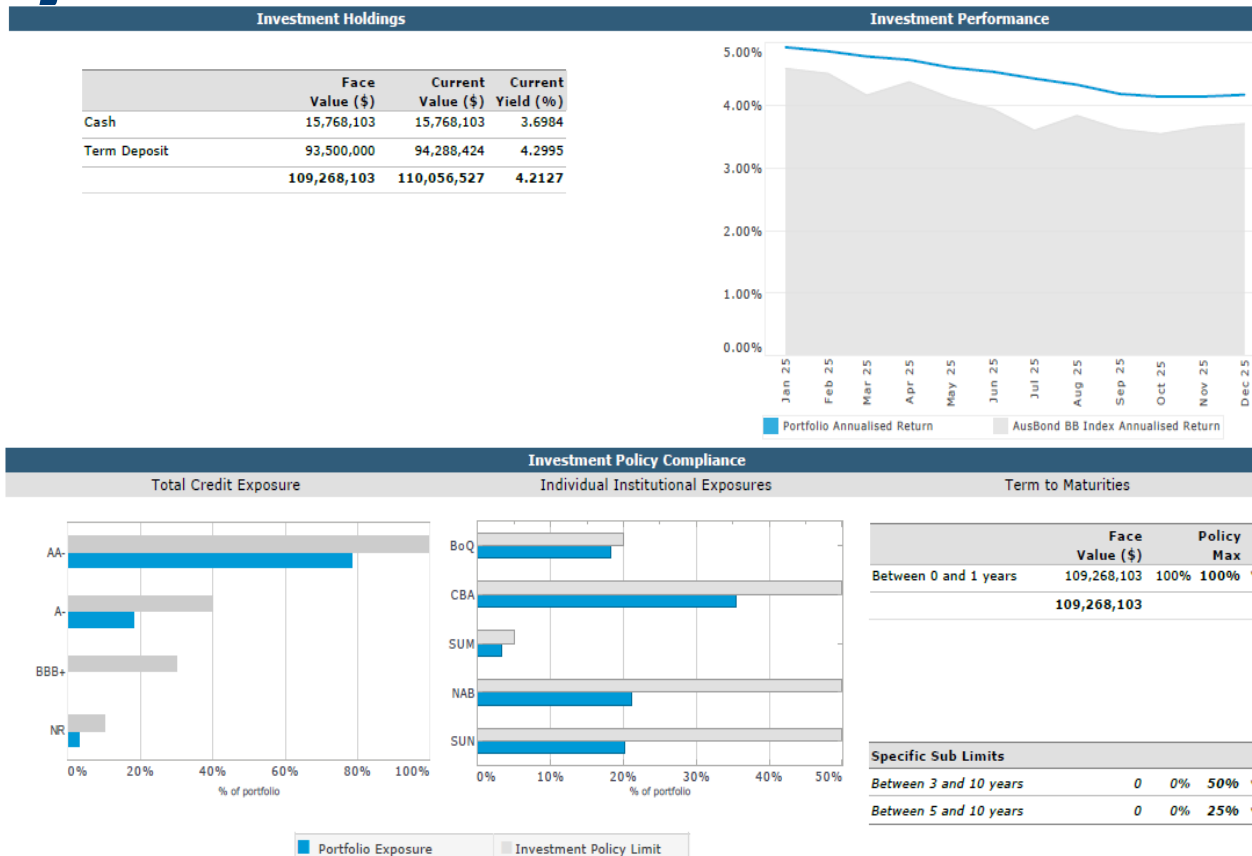 Investment Holdings
Face Current Current
Value ($) Value ($) Yield (%)
Cash 15,768,103 15,768,103 3.6984
Term Deposit 93,500,000 94,288,424 4.2995
109,268,103 110,056,527 4.2127
Investment Performance
5.00%
4.00%
3.00%
2.00%
1.00%
0.00%
Jan 25 Feb 25 Mar 25 Apr 25 May 25 Jun 25 Jul 25 Aug 25 Sep 25 Oct 25 Nov 25 Dec 25
Portfolio Annualised Return AusBond BB Index Annualised Return
Investment Policy Compliance
Total Credit Exposure
AA-
A-
BBB+
NR
0% 20% 40% 60% 80% 100%
% of portfolio
Individual Institutional Exposures
BoQ
CBA
SUM
NAB
SUN
0% 10% 20% 30% 40% 50%
% of portfolio
Portfolio Exposure Investment Policy Limit
Term to Maturities
Face Policy
Value ($) Max
Between 0 and 1 years 109,268,103 100% 100%
109,268,103
Specific Sub Limits
Between 3 and 10 years 0 0% 50%
Between 5 and 10 years 0 0% 25%